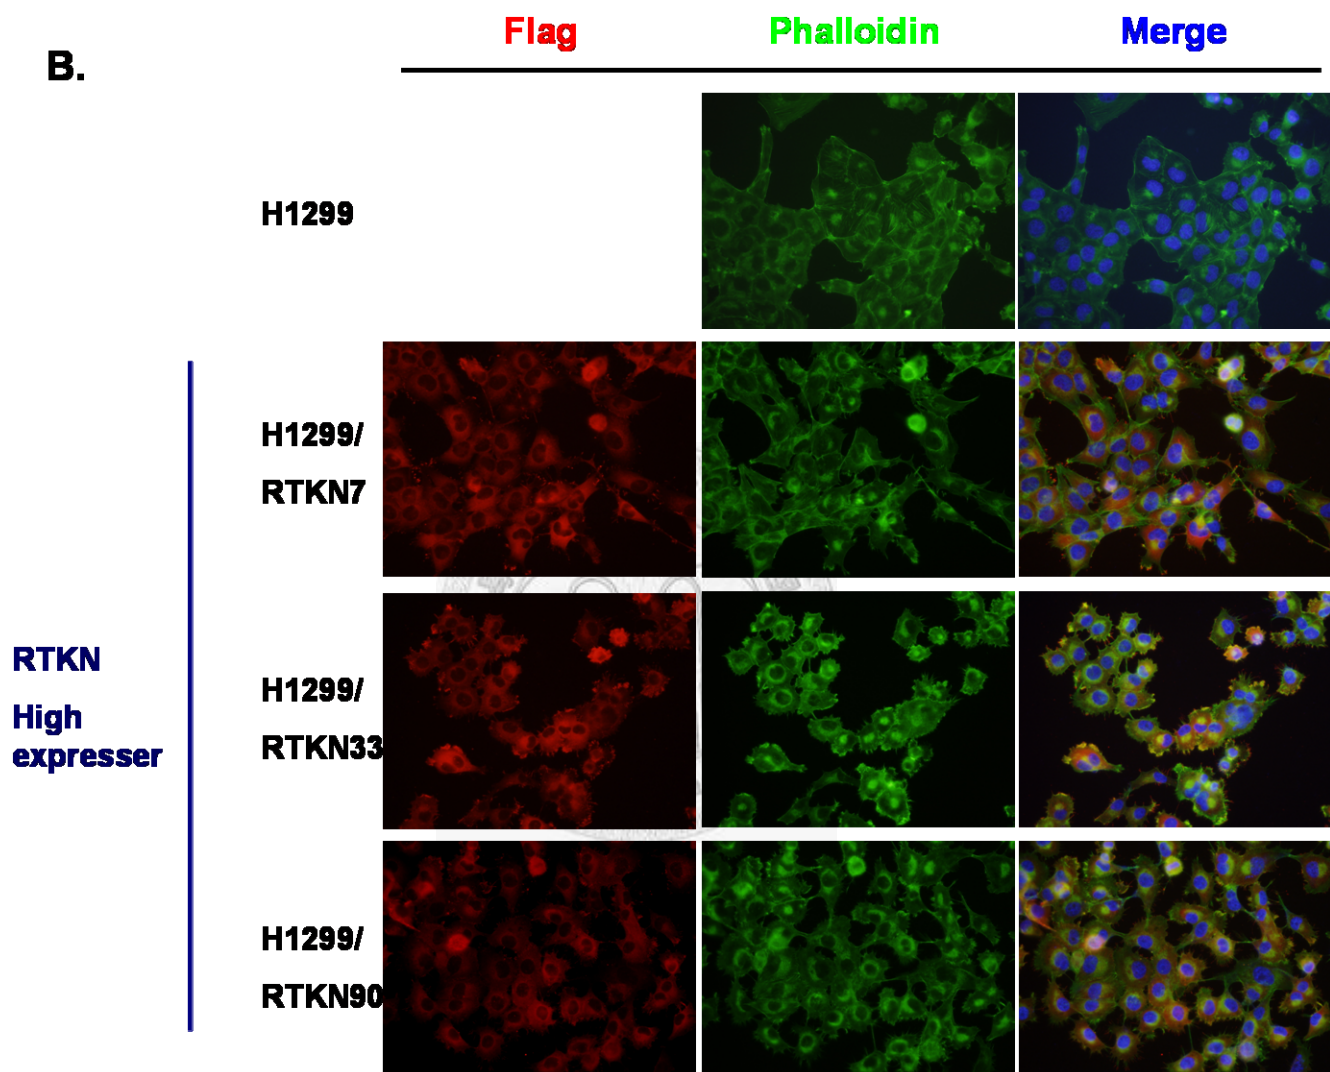 Flag Phalloidin Merge
B.
H1299
H1299/
RTKN7
RTKN
High
expresser
H1299/
RTKN33
H1299/
RTKN90